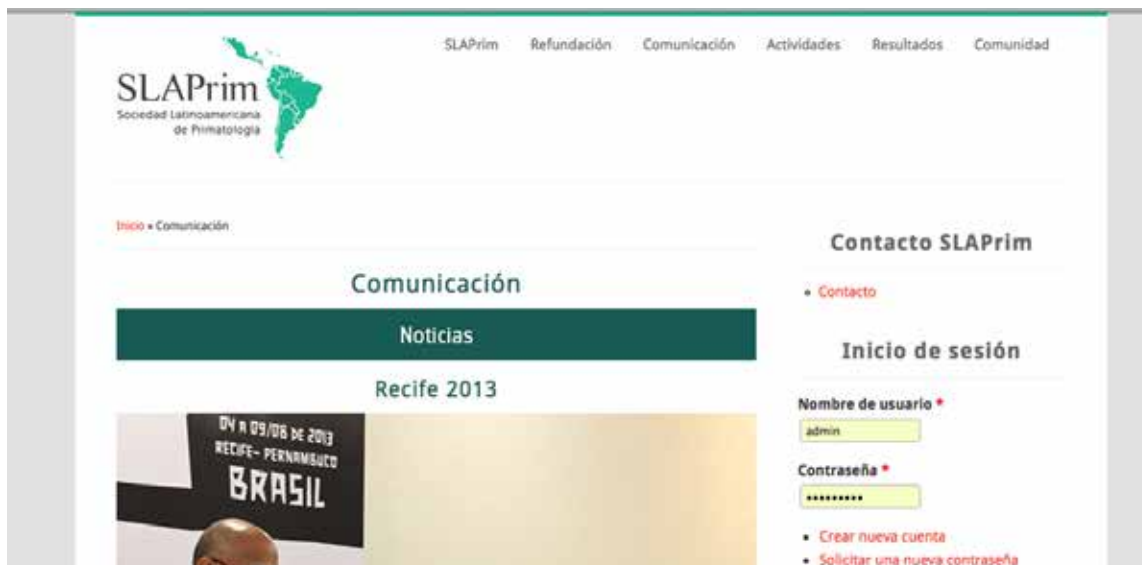 SLAPrim
Sociedad Latinoamericana
de Primatología
SLAPrim Refundación Comunicación Actividades Resultados Comunidad
Inicio » Comunicación
Comunicación
Noticias
Recife 2013
04 A 09/08 DE 2013
RECIFE- PERNAMBUCO
BRASIL
Contacto SLAPrim
Contacto
Inicio de sesión
Nombre de usuario *
admin
Contraseña *
•••••••••
Crear nueva cuenta
Solicitar una nueva contraseña